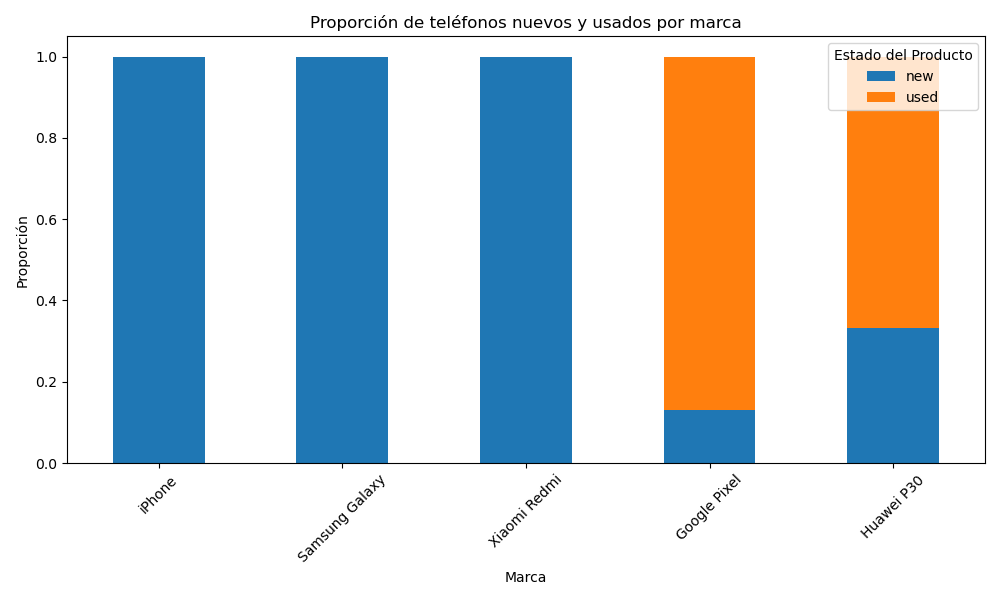 Proporción de teléfonos nuevos y usados por marca
Estado del Producto
new
used
Proporción
1.0
0.8
0.6
0.4
0.2
0.0
iPhone
Samsung Galaxy
Xiaomi Redmi
Google Pixel
Huawei P30
Marca